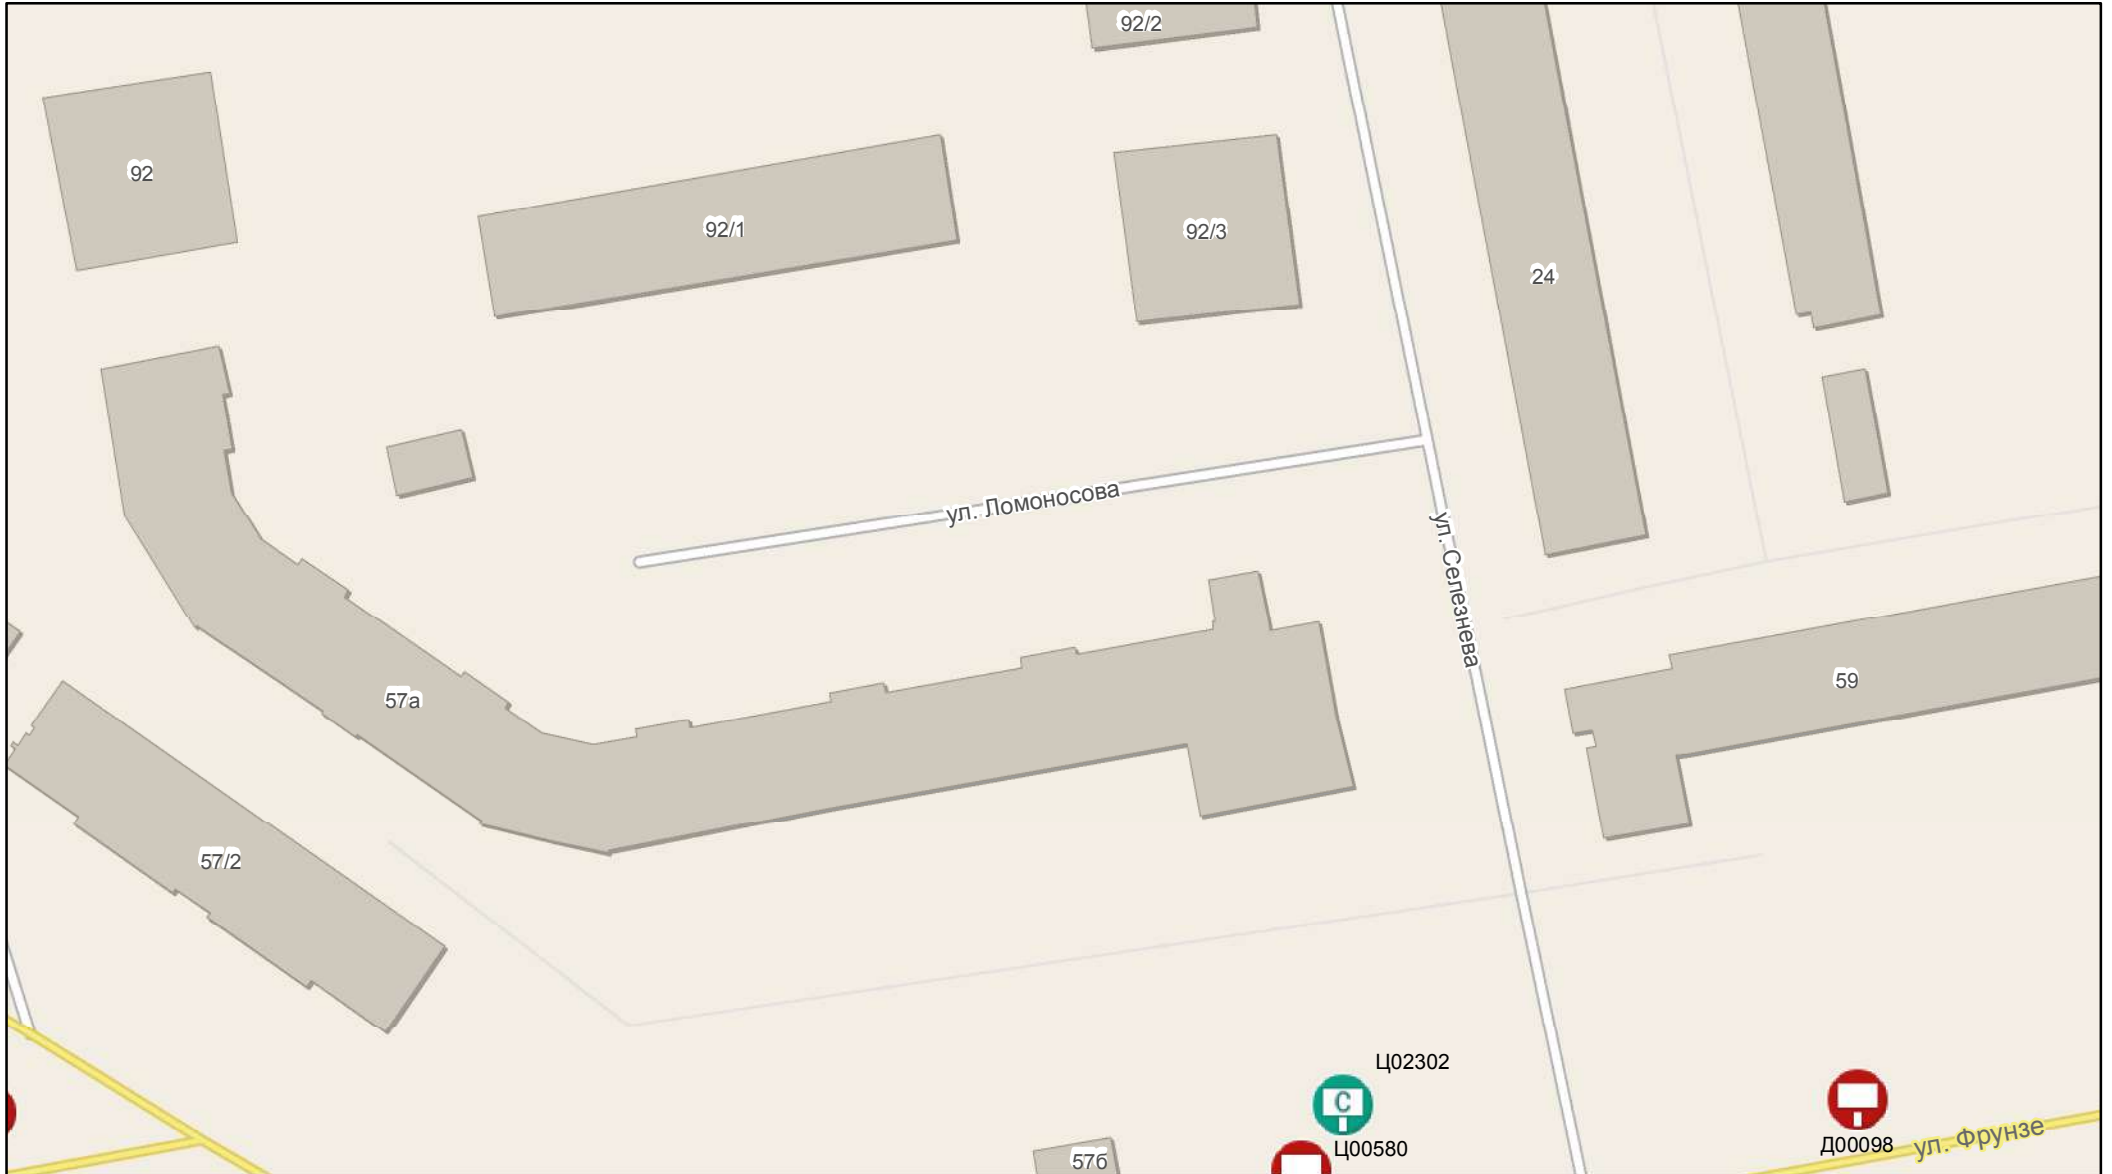 92/2
92
92/1
92/3
24
ул. Ломоносова
ул. Селезнева
57а
59
57/2
Ц02302
С
Ц00580
Д00098
ул. Фрунзе
57б